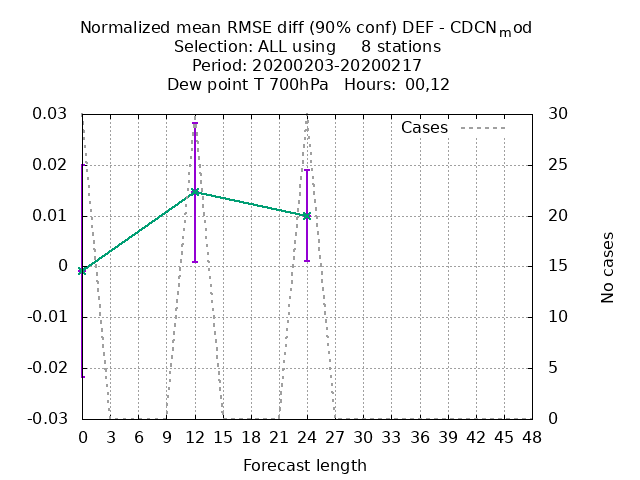 Normalized mean RMSE diff (90% conf) DEF - CDCN_mod
Selection: ALL using 8 stations
Period: 20200203-20200217
Dew point T 700hPa Hours: 00,12
Cases
0.03
0.02
0.01
0
-0.01
-0.02
-0.03
30
25
20
15
10
5
0
No cases
0 3 6 9 12 15 18 21 24 27 30 33 36 39 42 45 48
Forecast length